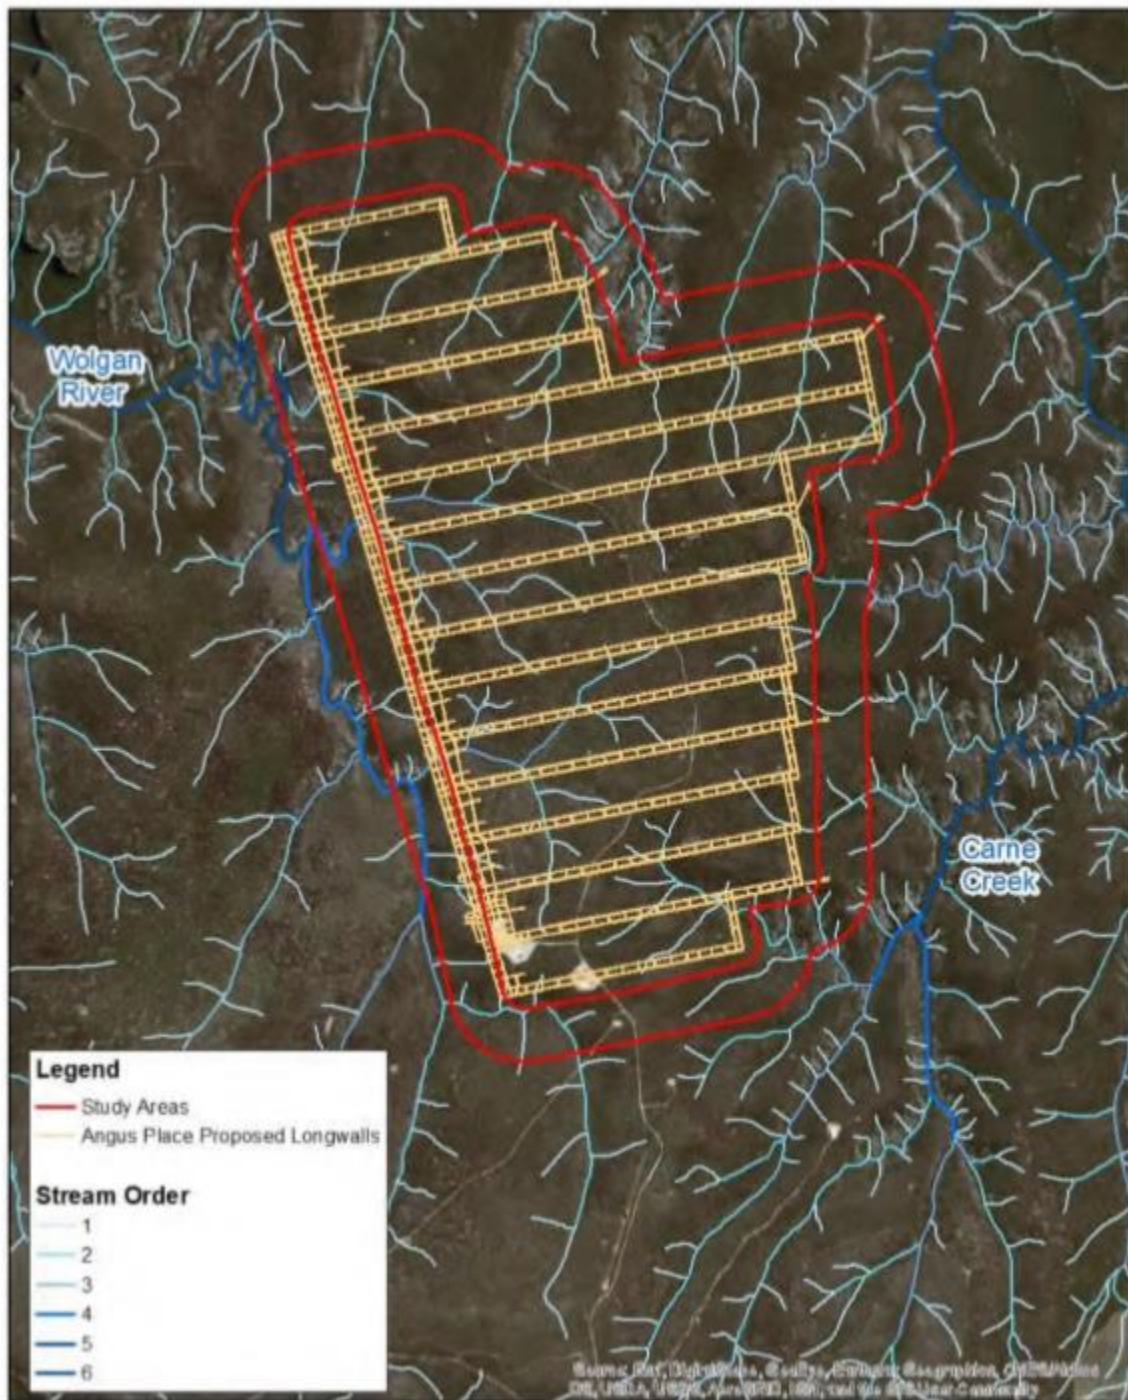 Wolgan
River
Carne
Creek
Legend
Study Areas
Angus Place Proposed Longwalls
Stream Order
1
2
3
4
5
6